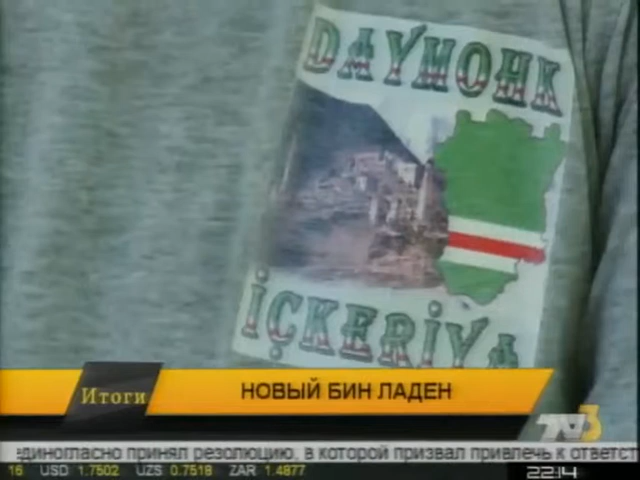 DAYMOHK
İÇKERİYA
Итоги
НОВЫЙ БИН ЛАДЕН
TV3
единогласно принял резолюцию, в которой призвал привлечь к ответст
16 USD 1.7502 UZS 0.7518 ZAR 1.4877
22:14